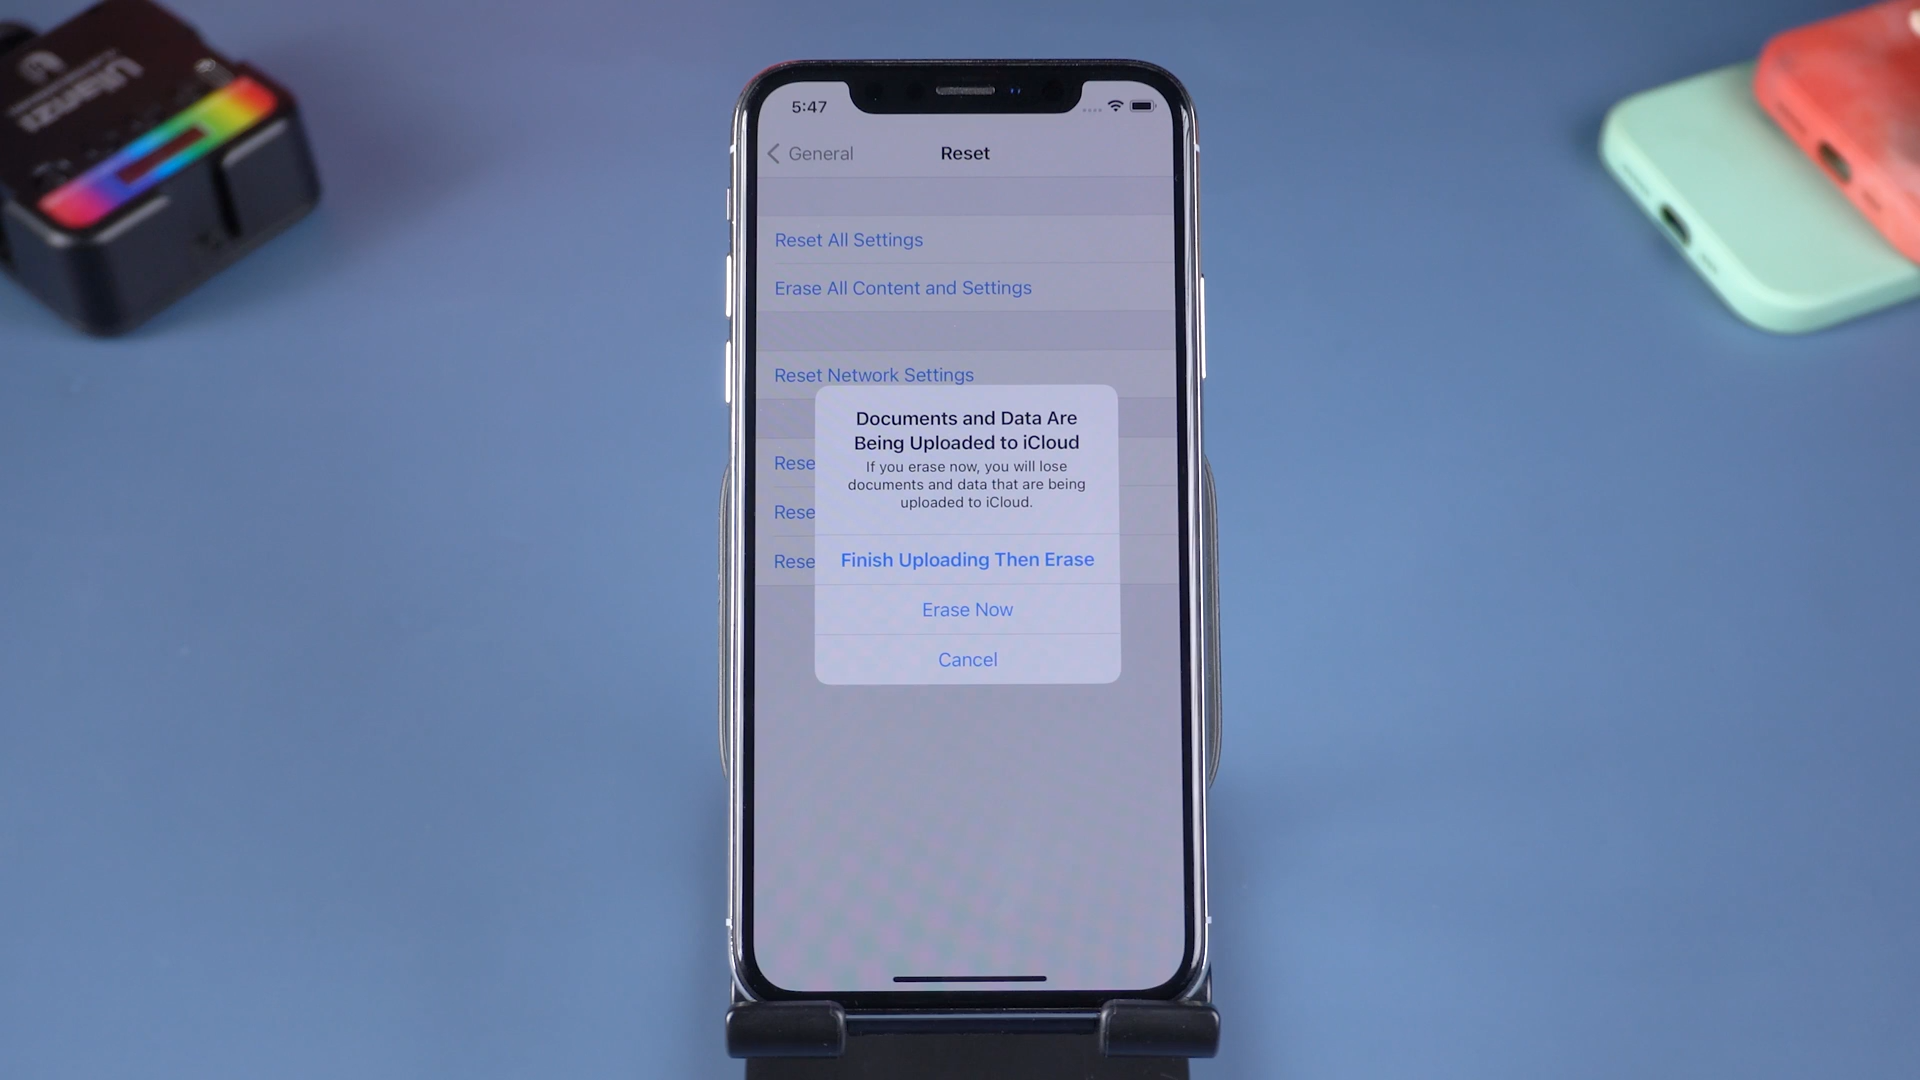 Ulanzi
5:47
General
Reset
Reset All Settings
Erase All Content and Settings
Reset Network Settings
Rese
Rese
Rese
Documents and Data Are
Being Uploaded to iCloud
If you erase now, you will lose
documents and data that are being
uploaded to iCloud.
Finish Uploading Then Erase
Erase Now
Cancel